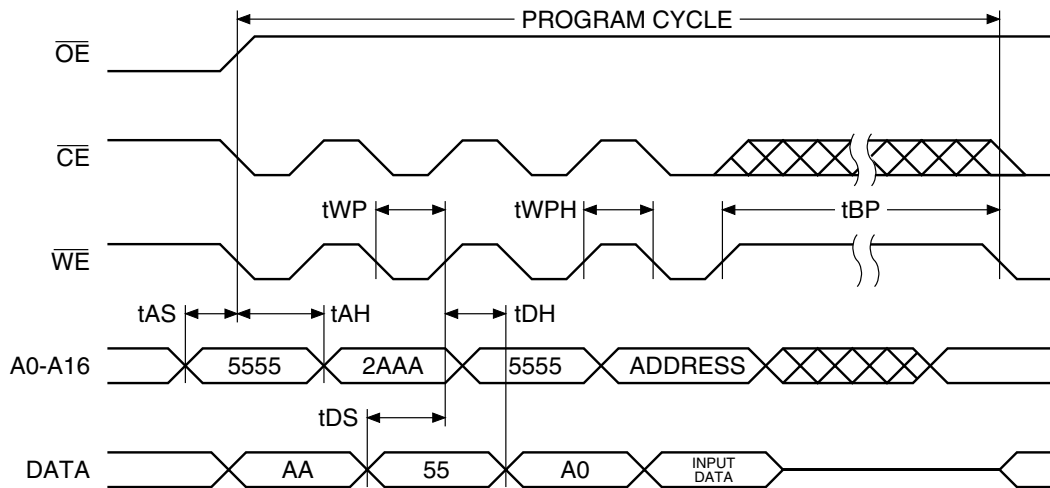 PROGRAM CYCLE
OE
CE
tWP
tWPH
tBP
WE
tAS
tAH
tDH
A0-A16
5555
2AAA
5555
ADDRESS
tDS
DATA
AA
55
A0
INPUT
DATA